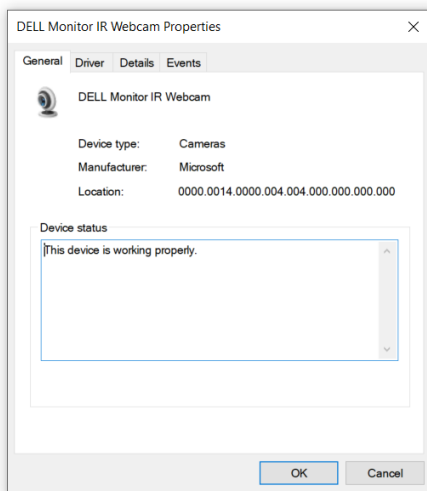 DELL Monitor IR Webcam Properties
General Driver Details Events
DELL Monitor IR Webcam
Device type: Cameras
Manufacturer: Microsoft
Location: 0000.0014.0000.004.004.000.000.000.000
Device status
This device is working properly.
OK Cancel